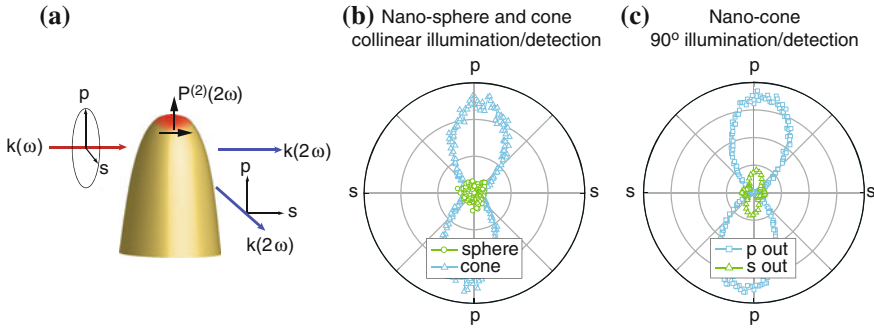 (a)
p
k(ω)
s
P(2)(2ω)
k(2ω)
p
s
k(2ω)
(b)
Nano-sphere and cone
collinear illumination/detection
p
s
s
sphere
cone
p
(c)
Nano-cone
90° illumination/detection
p
s
s
p out
s out
p